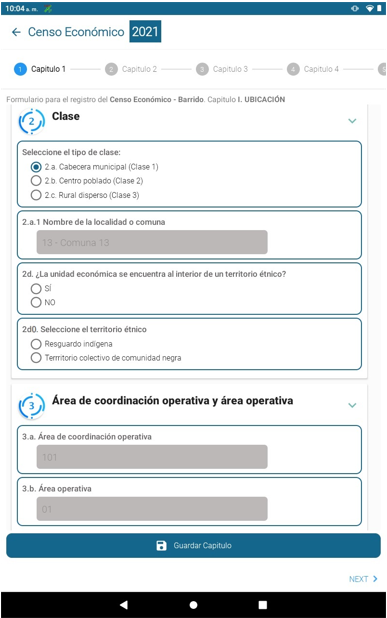 10:04 a. m.
Censo Económico 2021
1 Capitulo 1 2 Capitulo 2 3 Capitulo 3 4 Capitulo 4 5
Formulario para el registro del Censo Económico - Barrido. Capitulo I. UBICACIÓN
2 Clase
Seleccione el tipo de clase:
2.a. Cabecera municipal (Clase 1)
2.b. Centro poblado (Clase 2)
2.c. Rural disperso (Clase 3)
2.a.1 Nombre de la localidad o comuna
13 - Comuna 13
2d. ¿La unidad económica se encuentra al interior de un territorio étnico?
SÍ
NO
2d0. Seleccione el territorio étnico
Resguardo indígena
Terrritorio colectivo de comunidad negra
3 Área de coordinación operativa y área operativa
3.a. Área de coordinación operativa
101
3.b. Área operativa
01
Guardar Capitulo
NEXT